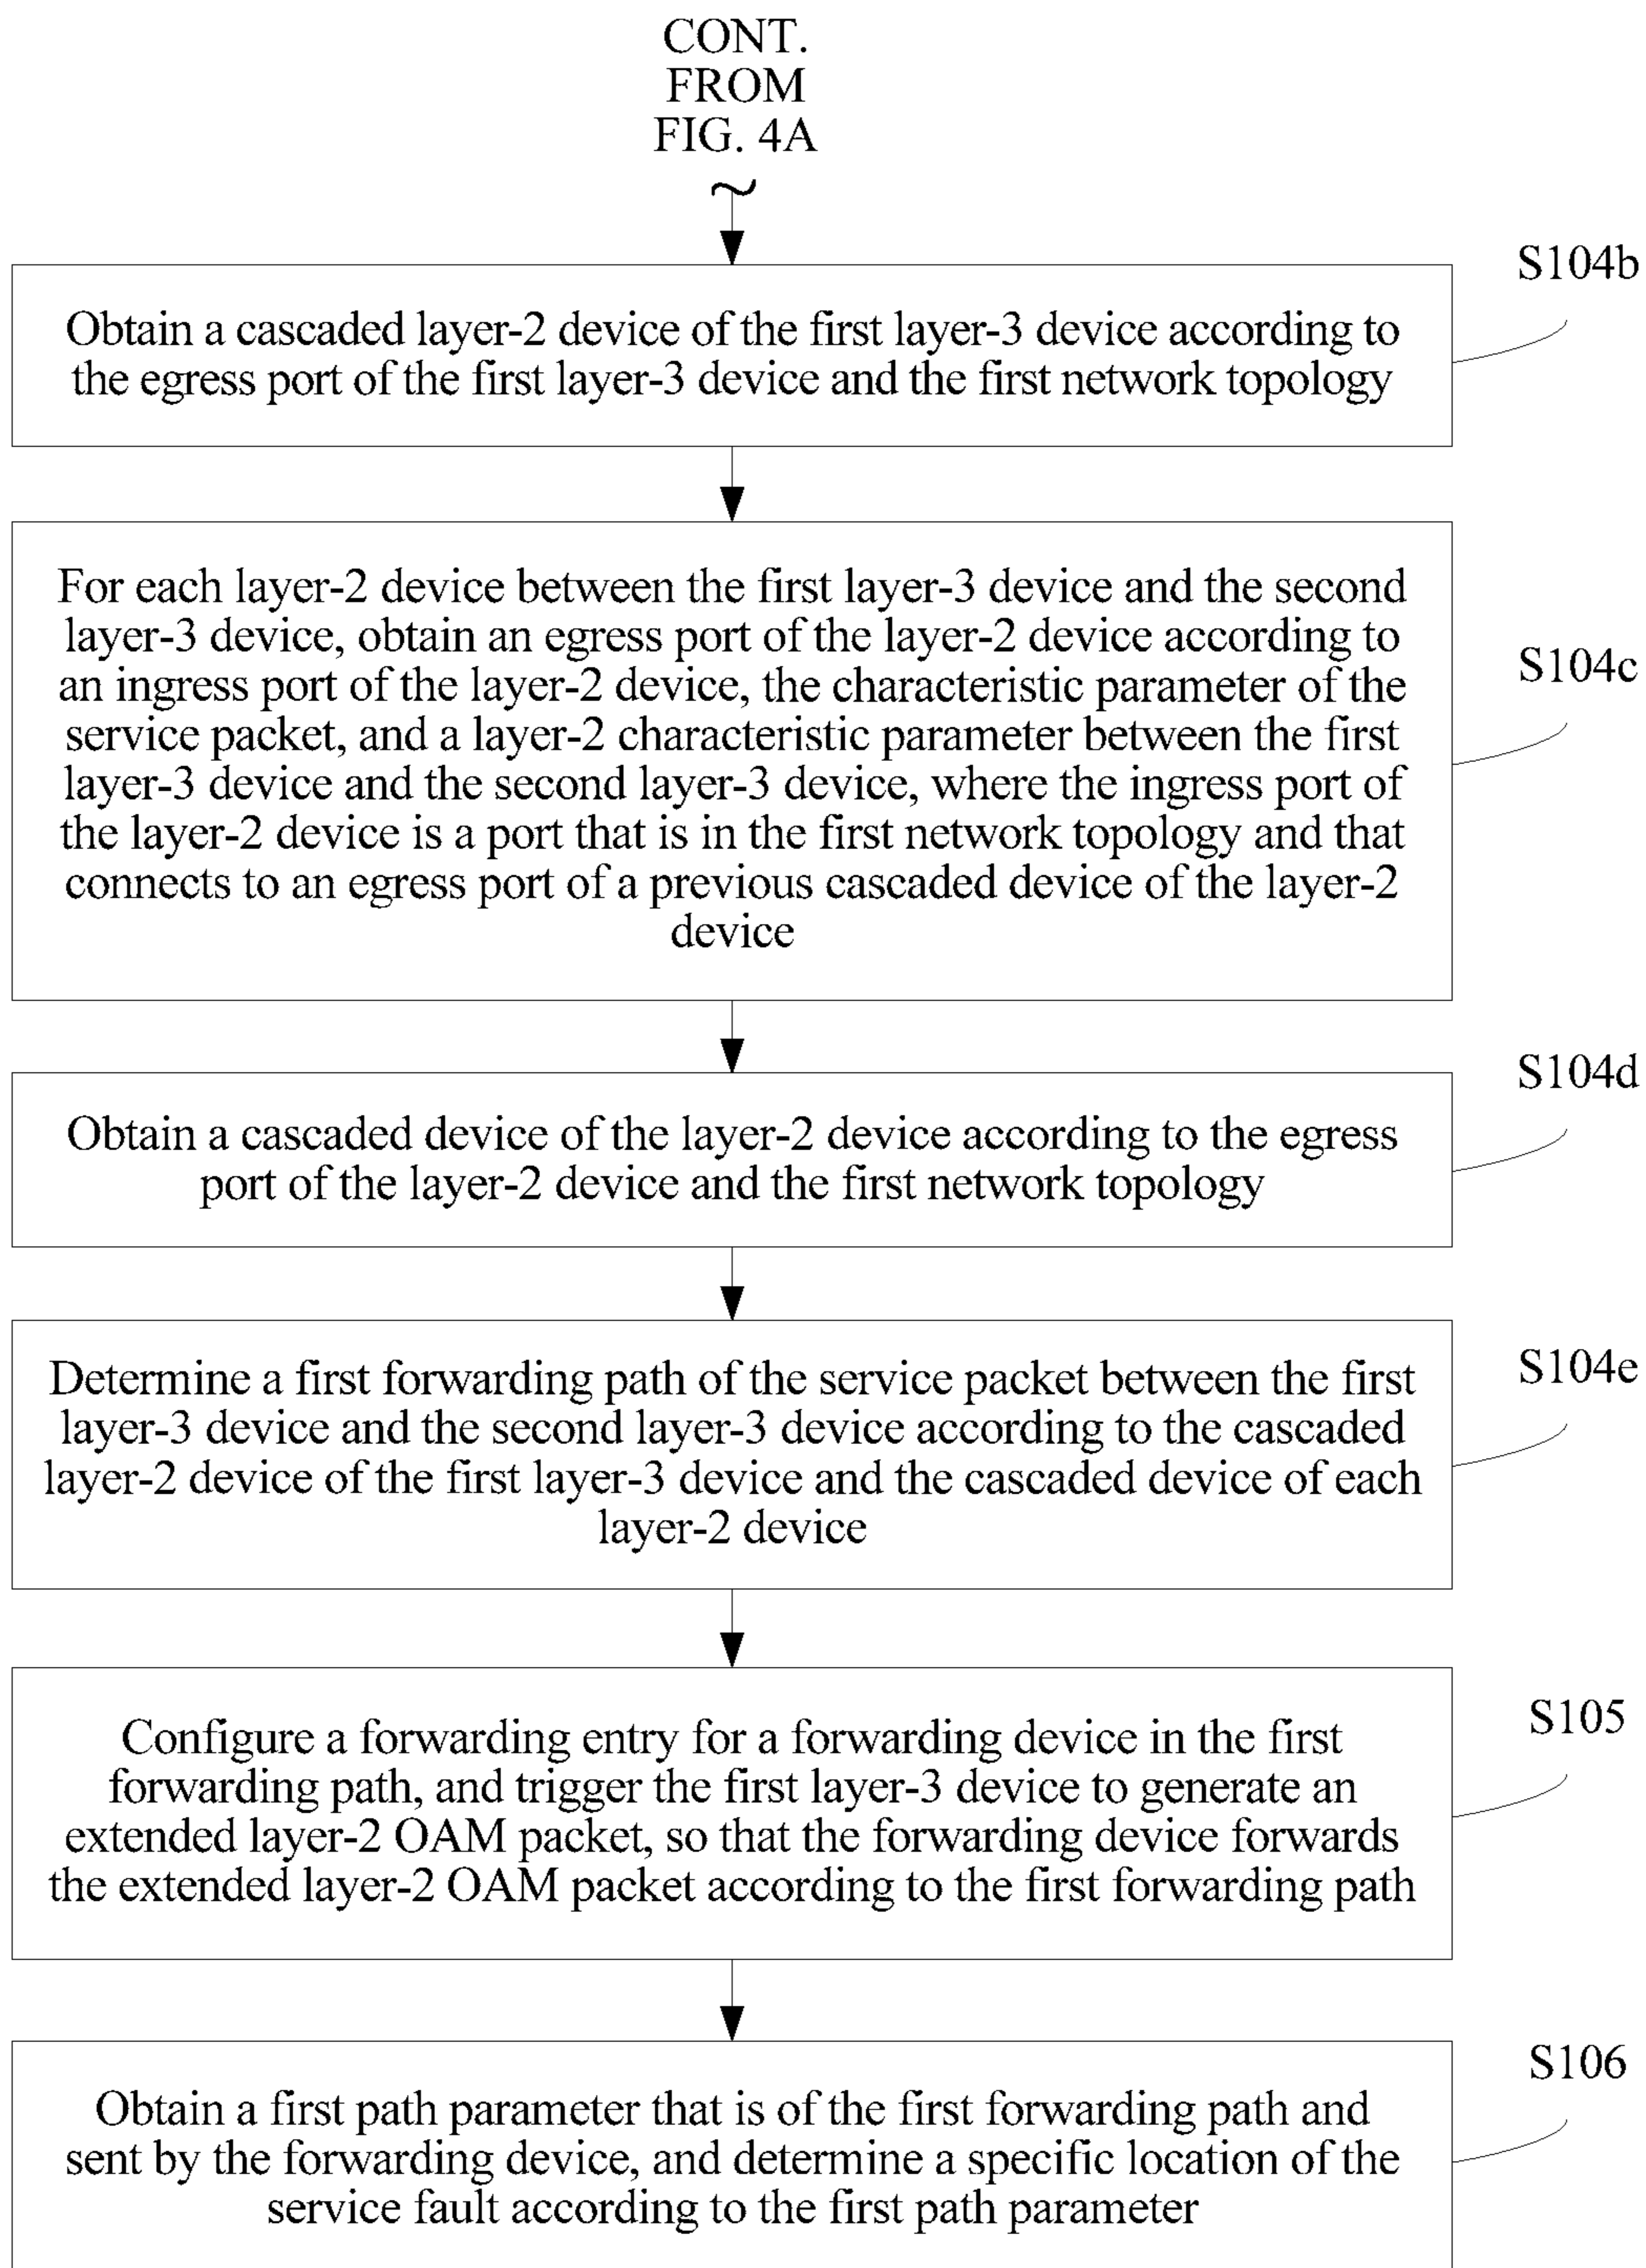 CONT.
FROM
FIG. 4A
S104b
Obtain a cascaded layer-2 device of the first layer-3 device according to
the egress port of the first layer-3 device and the first network topology
For each layer-2 device between the first layer-3 device and the second
layer-3 device, obtain an egress port of the layer-2 device according to
an ingress port of the layer-2 device, the characteristic parameter of the
service packet, and a layer-2 characteristic parameter between the first
layer-3 device and the second layer-3 device, where the ingress port of
the layer-2 device is a port that is in the first network topology and that
connects to an egress port of a previous cascaded device of the layer-2
device
S104c
S104d
Obtain a cascaded device of the layer-2 device according to the egress
port of the layer-2 device and the first network topology
S104e
Determine a first forwarding path of the service packet between the first
layer-3 device and the second layer-3 device according to the cascaded
layer-2 device of the first layer-3 device and the cascaded device of each
layer-2 device
S105
Configure a forwarding entry for a forwarding device in the first
forwarding path, and trigger the first layer-3 device to generate an
extended layer-2 OAM packet, so that the forwarding device forwards
the extended layer-2 OAM packet according to the first forwarding path
S106
Obtain a first path parameter that is of the first forwarding path and
sent by the forwarding device, and determine a specific location of the
service fault according to the first path parameter